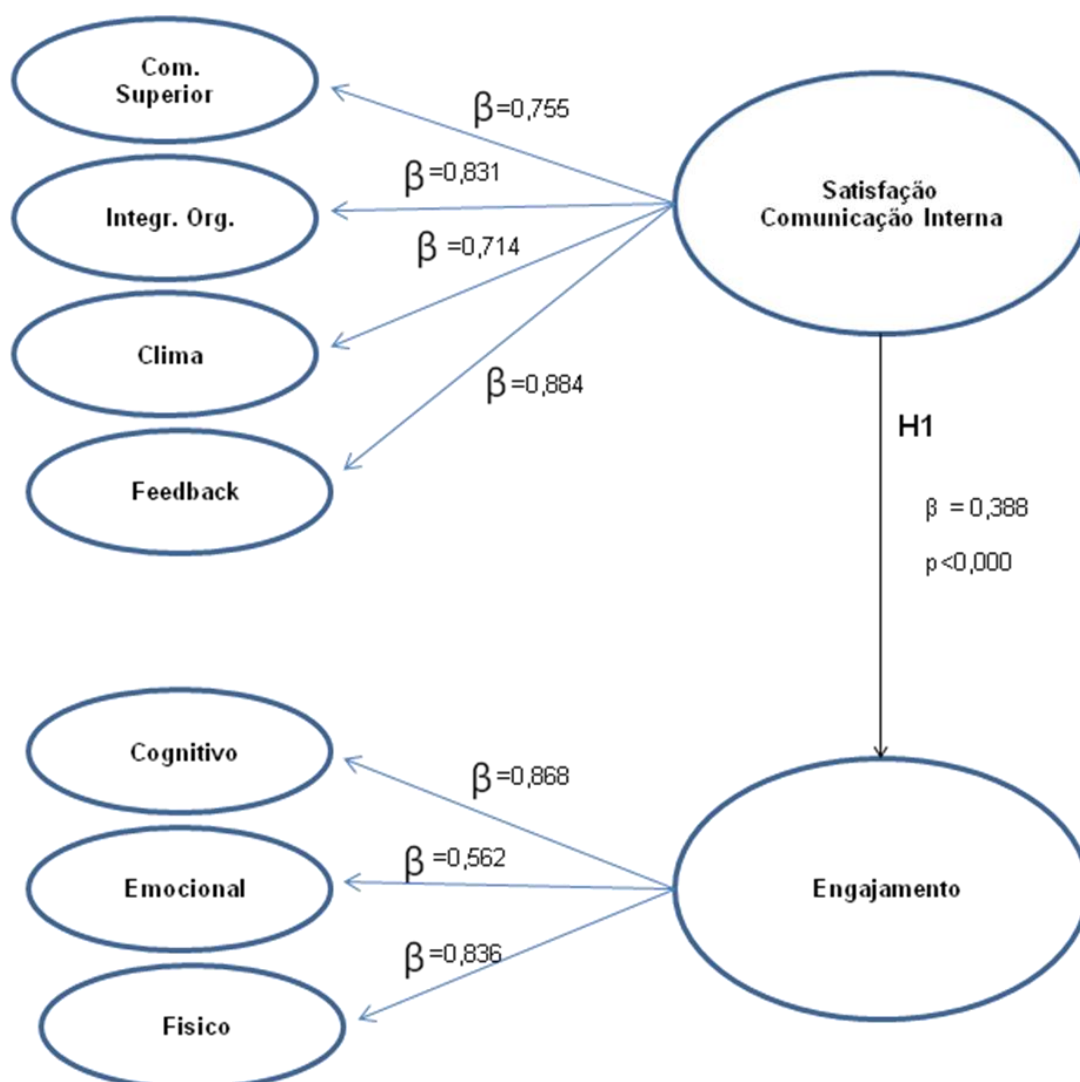 Com.
Superior
β=0,755
Satisfação
Comunicação Interna
Integr. Org.
β=0,831
β=0,714
Clima
β=0,884
Feedback
H1
β = 0,388
p<0,000
Cognitivo
β=0,868
Emocional
β=0,562
Engajamento
β=0,836
Fisico